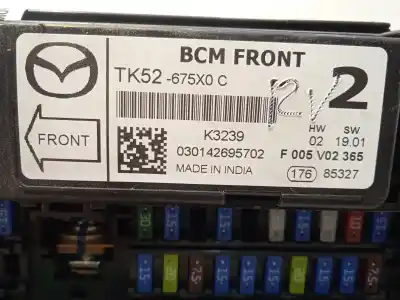 BCM FRONT
TK52 -675X0 C
RV
2
FRONT
K3239
HW SW
02 19.01
030142695702
F 005 V02 365
MADE IN INDIA
176 85327